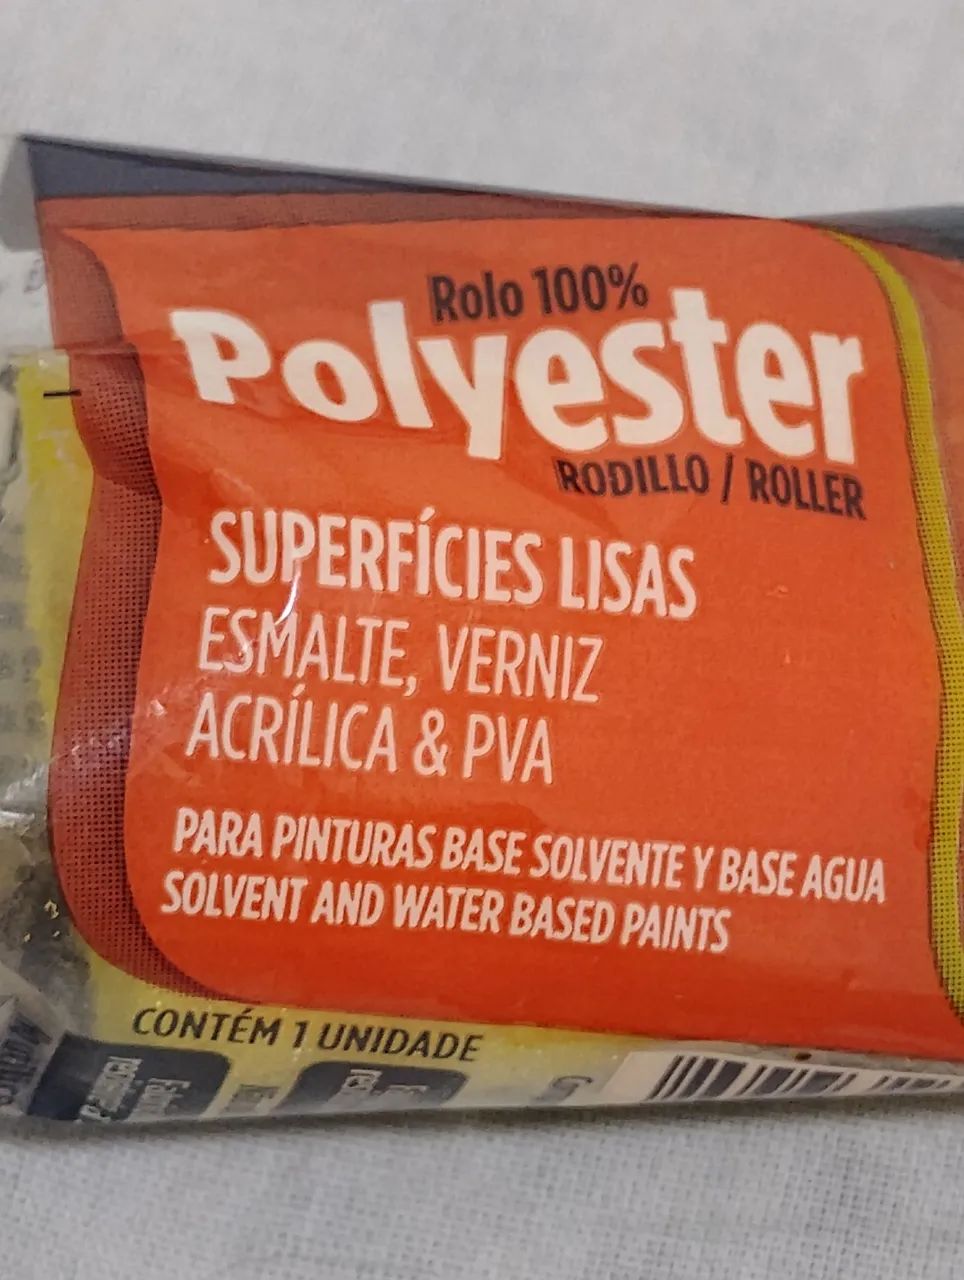 Rolo 100%
Polyester
RODILLO / ROLLER
SUPERFÍCIES LISAS
ESMALTE, VERNIZ
ACRÍLICA & PVA
PARA PINTURAS BASE SOLVENTE Y BASE AGUA
SOLVENT AND WATER BASED PAINTS
CONTÉM 1 UNIDADE